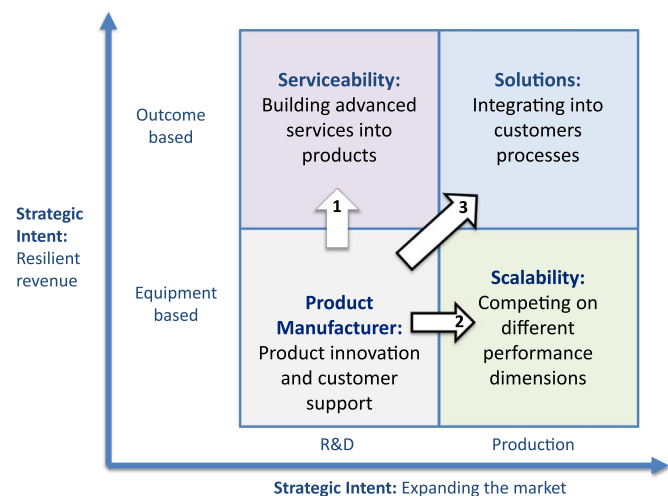 Serviceability:
Building advanced
services into
products
Solutions:
Integrating into
customers
processes
Outcome
based
1
3
Strategic
Intent:
Resilient
revenue
Equipment
based
Product
Manufacturer:
Product innovation
and customer
support
2
Scalability:
Competing on
different
performance
dimensions
R&D
Production
Strategic Intent: Expanding the market